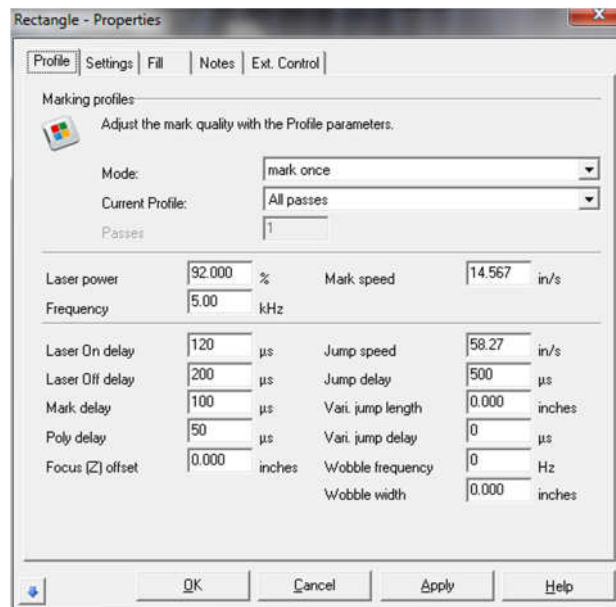 Rectangle - Properties
Profile Settings Fill Notes Ext. Control
Marking profiles
Adjust the mark quality with the Profile parameters.
Mode: mark once
Current Profile: All passes
Passes 1
Laser power 92.000 % Mark speed 14.567 in/s
Frequency 5.00 kHz
Laser On delay 120 µs Jump speed 58.27 in/s
Laser Off delay 200 µs Jump delay 500 µs
Mark delay 100 µs Vari. jump length 0.000 inches
Poly delay 50 µs Vari. jump delay 0 µs
Focus (Z) offset 0.000 inches Wobble frequency 0 Hz
Wobble width 0.000 inches
OK Cancel Apply Help